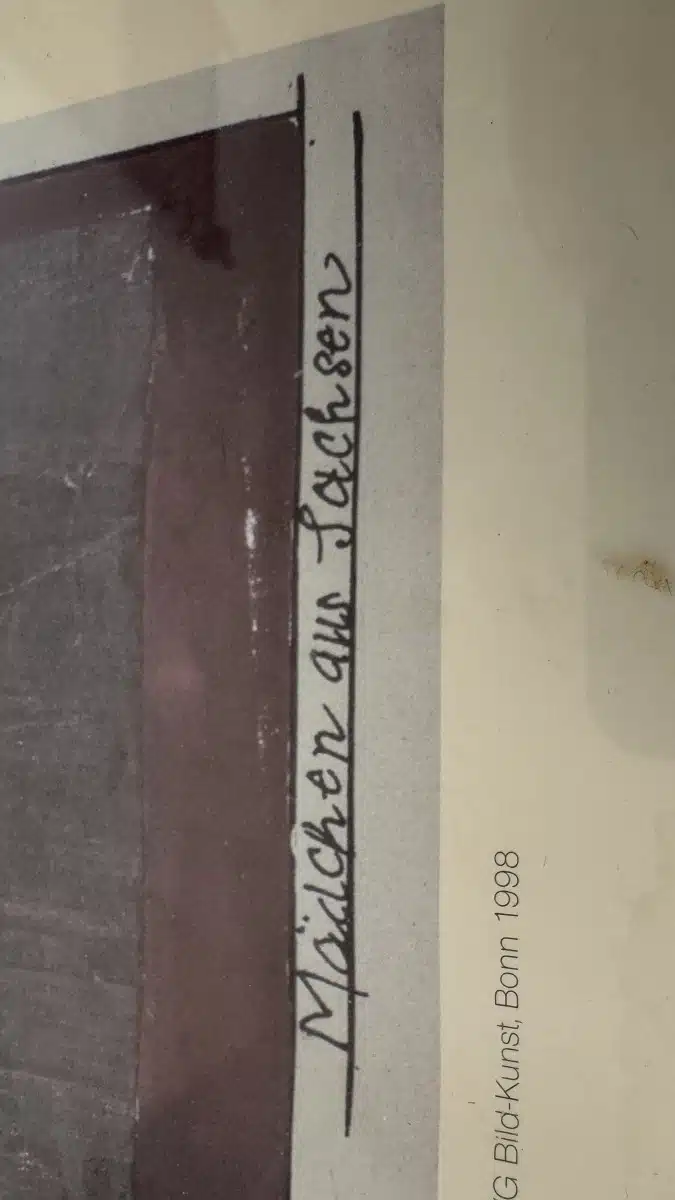 Mädchen aus Sachsen
G Bild-Kunst, Bonn 1998